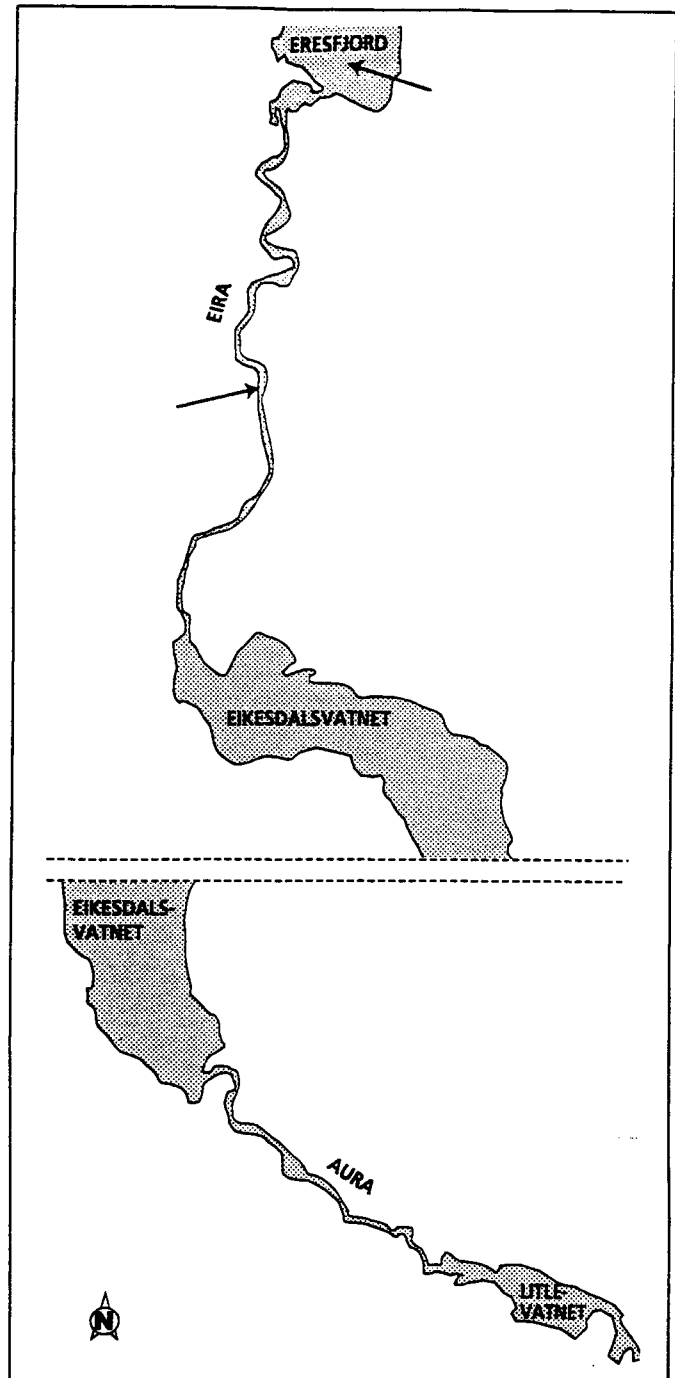 ERESFJORD
EIRA
EIKESDALSVATNET
EIKESDALS-
VATNET
AURA
LITLE-
VATNET
N